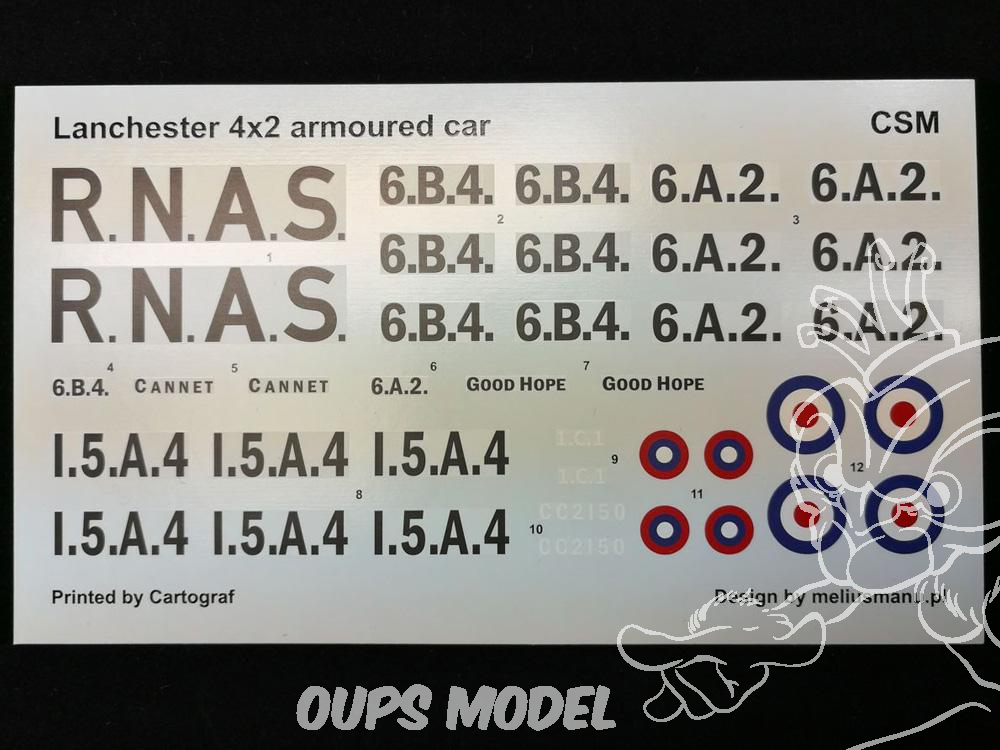 Lanchester 4x2 armoured car CSM
R.N.A.S. 6.B.4. 6.B.4. 6.A.2. 6.A.2.
2 3
1 6.B.4. 6.B.4. 6.A.2. 6.A.2.
R.N.A.S. 6.B.4. 6.B.4. 6.A.2. 6.A.2.
4 5 6 7
6.B.4. CANNET CANNET 6.A.2. GOOD HOPE GOOD HOPE
I.5.A.4 I.5.A.4 I.5.A.4 I.C.1
9 12
I.C.1
8 11
I.5.A.4 I.5.A.4 I.5.A.4 CC2150
10
CC2150
Printed by Cartograf Design by meliusmanu.pl
OUPS MODEL